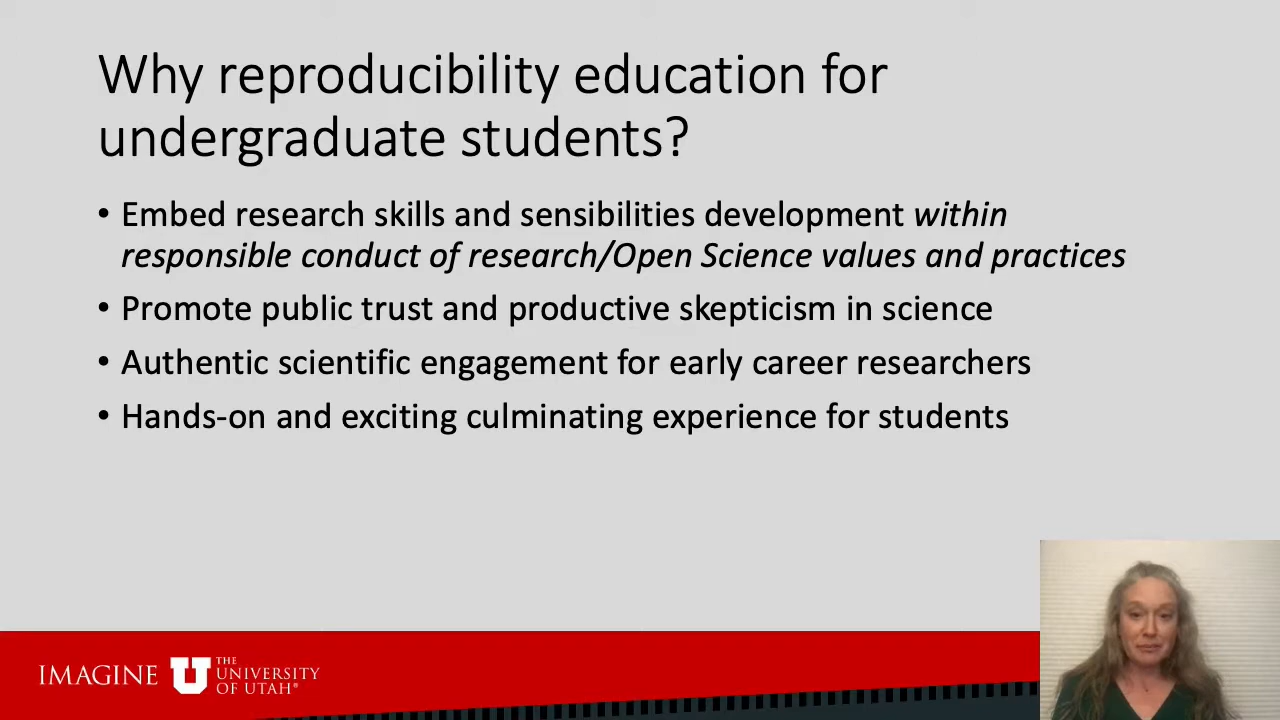 Why reproducibility education for
undergraduate students?
• Embed research skills and sensibilities development within
responsible conduct of research/Open Science values and practices
• Promote public trust and productive skepticism in science
• Authentic scientific engagement for early career researchers
• Hands-on and exciting culminating experience for students
IMAGINE
THE
UNIVERSITY
OF UTAH®